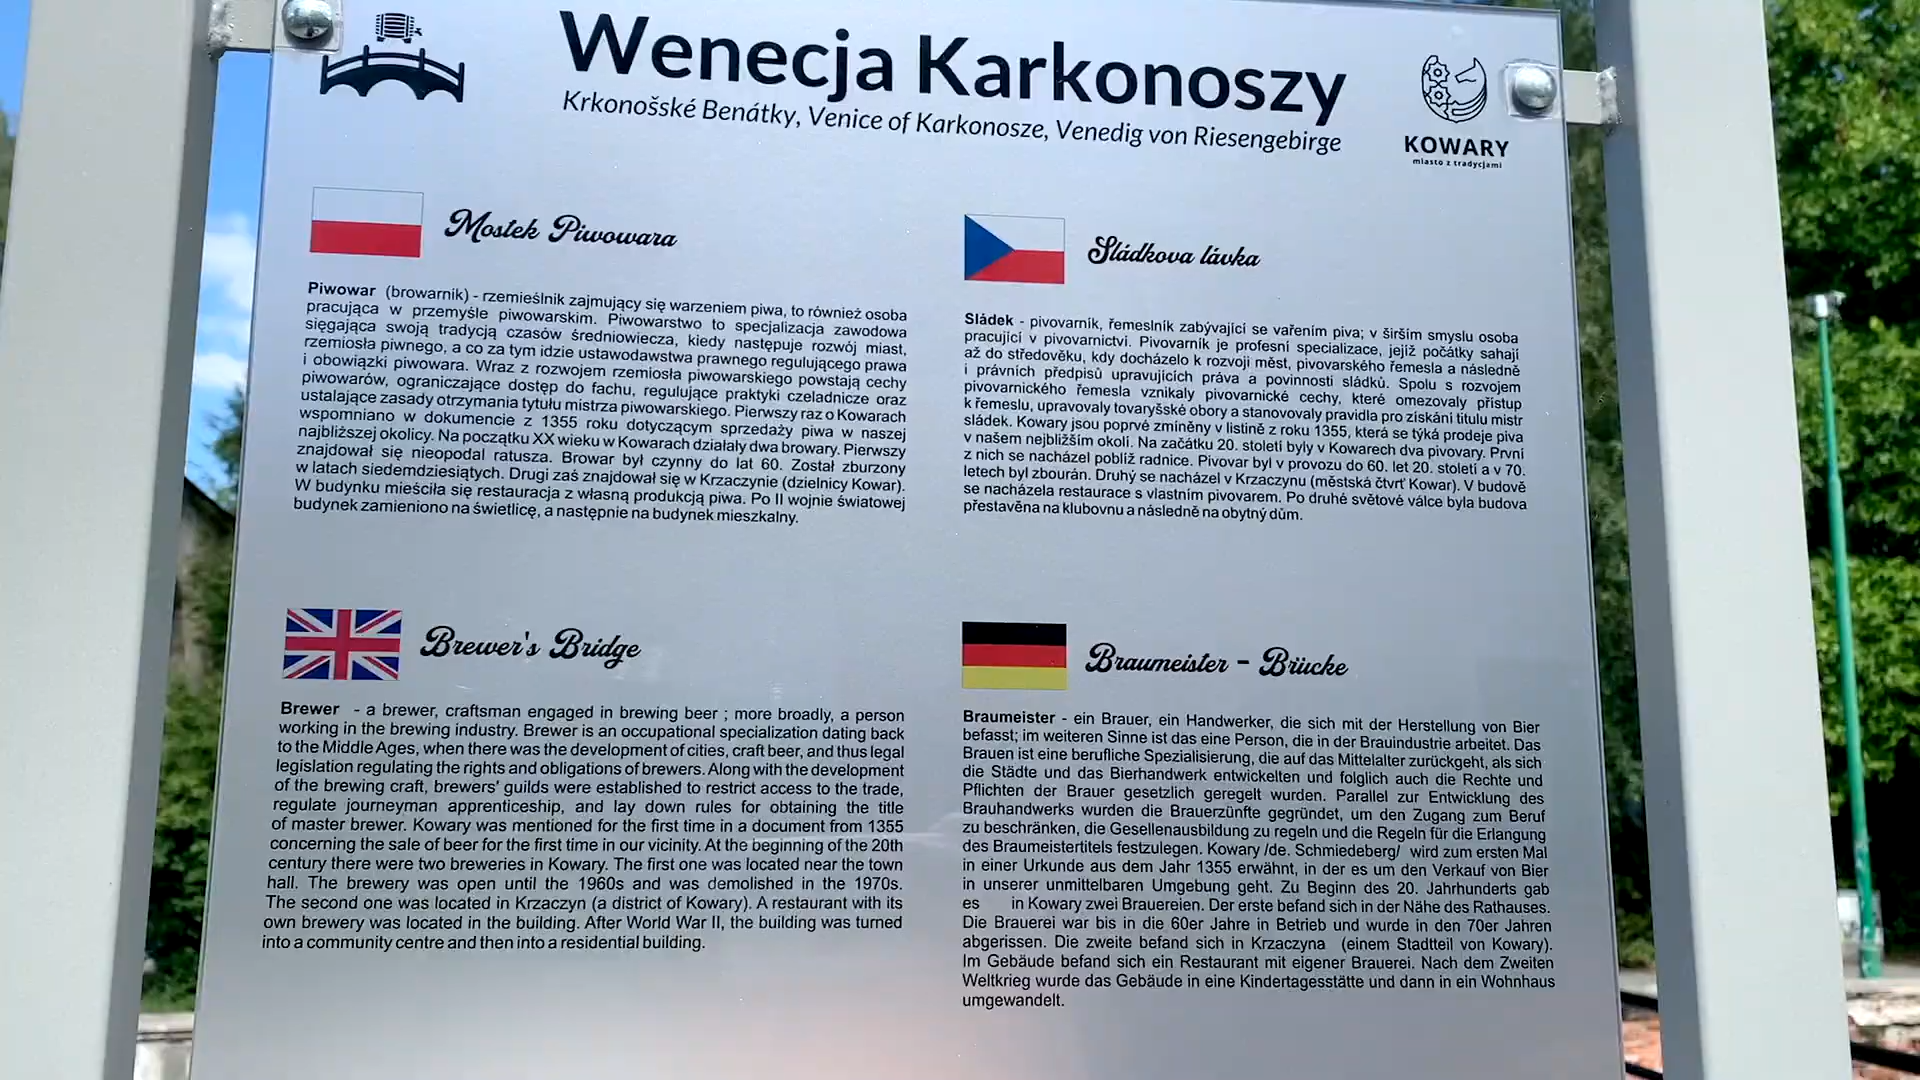 Wenecja Karkonoszy
Krkonošské Benátky, Venice of Karkonosze, Venedig von Riesengebirge
KOWARY
miasto z tradycjami
Mostek Piwowara
Piwowar (browarnik) - rzemieślnik zajmujący się warzeniem piwa, to również osoba
pracująca w przemyśle piwowarskim. Piwowarstwo to specjalizacja zawodowa
sięgająca swoją tradycją czasów średniowiecza, kiedy następuje rozwój miast,
rzemiosła piwnego, a co za tym idzie ustawodawstwa prawnego regulującego prawa
i obowiązki piwowara. Wraz z rozwojem rzemiosła piwowarskiego powstają cechy
piwowarów, ograniczające dostęp do fachu, regulujące praktyki czeladnicze oraz
ustalające zasady otrzymania tytułu mistrza piwowarskiego. Pierwszy raz o Kowarach
wspomniano w dokumencie z 1355 roku dotyczącym sprzedaży piwa w naszej
najbliższej okolicy. Na początku XX wieku w Kowarach działały dwa browary. Pierwszy
znajdował się nieopodal ratusza. Browar był czynny do lat 60. Został zburzony
w latach siedemdziesiątych. Drugi zaś znajdował się w Krzaczynie (dzielnicy Kowar).
W budynku mieściła się restauracja z własną produkcją piwa. Po II wojnie światowej
budynek zamieniono na świetlicę, a następnie na budynek mieszkalny.
Sládkova lávka
Sládek - pivovarník, řemeslník zabývající se vařením piva; v širším smyslu osoba
pracující v pivovarnictví. Pivovarník je profesní specializace, jejíž počátky sahají
až do středověku, kdy docházelo k rozvoji měst, pivovarského řemesla a následně
i právních předpisů upravujících práva a povinnosti sládků. Spolu s rozvojem
pivovarnického řemesla vznikaly pivovarnické cechy, které omezovaly přístup
k řemeslu, upravovaly tovaryšské obory a stanovovaly pravidla pro získání titulu mistr
sládek. Kowary jsou poprvé zmíněny v listině z roku 1355, která se týká prodeje piva
v našem nejbližším okolí. Na začátku 20. století byly v Kowarech dva pivovary. První
z nich se nacházel poblíž radnice. Pivovar byl v provozu do 60. let 20. století a v 70.
letech byl zbourán. Druhý se nacházel v Krzaczynu (městská čtvrť Kowar). V budově
se nacházela restaurace s vlastním pivovarem. Po druhé světové válce byla budova
přestavěna na klubovnu a následně na obytný dům.
Brewer's Bridge
Brewer - a brewer, craftsman engaged in brewing beer ; more broadly, a person
working in the brewing industry. Brewer is an occupational specialization dating back
to the Middle Ages, when there was the development of cities, craft beer, and thus legal
legislation regulating the rights and obligations of brewers. Along with the development
of the brewing craft, brewers' guilds were established to restrict access to the trade,
regulate journeyman apprenticeship, and lay down rules for obtaining the title
of master brewer. Kowary was mentioned for the first time in a document from 1355
concerning the sale of beer for the first time in our vicinity. At the beginning of the 20th
century there were two breweries in Kowary. The first one was located near the town
hall. The brewery was open until the 1960s and was demolished in the 1970s.
The second one was located in Krzaczyn (a district of Kowary). A restaurant with its
own brewery was located in the building. After World War II, the building was turned
into a community centre and then into a residential building.
Braumeister - Brücke
Braumeister - ein Brauer, ein Handwerker, die sich mit der Herstellung von Bier
befasst; im weiteren Sinne ist das eine Person, die in der Brauindustrie arbeitet. Das
Brauen ist eine berufliche Spezialisierung, die auf das Mittelalter zurückgeht, als sich
die Städte und das Bierhandwerk entwickelten und folglich auch die Rechte und
Pflichten der Brauer gesetzlich geregelt wurden. Parallel zur Entwicklung des
Brauhandwerks wurden die Brauerzünfte gegründet, um den Zugang zum Beruf
zu beschränken, die Gesellenausbildung zu regeln und die Regeln für die Erlangung
des Braumeistertitels festzulegen. Kowary /de. Schmiedeberg/ wird zum ersten Mal
in einer Urkunde aus dem Jahr 1355 erwähnt, in der es um den Verkauf von Bier
in unserer unmittelbaren Umgebung geht. Zu Beginn des 20. Jahrhunderts gab
es in Kowary zwei Brauereien. Der erste befand sich in der Nähe des Rathauses.
Die Brauerei war bis in die 60er Jahre in Betrieb und wurde in den 70er Jahren
abgerissen. Die zweite befand sich in Krzaczyna (einem Stadtteil von Kowary).
Im Gebäude befand sich ein Restaurant mit eigener Brauerei. Nach dem Zweiten
Weltkrieg wurde das Gebäude in eine Kindertagesstätte und dann in ein Wohnhaus
umgewandelt.